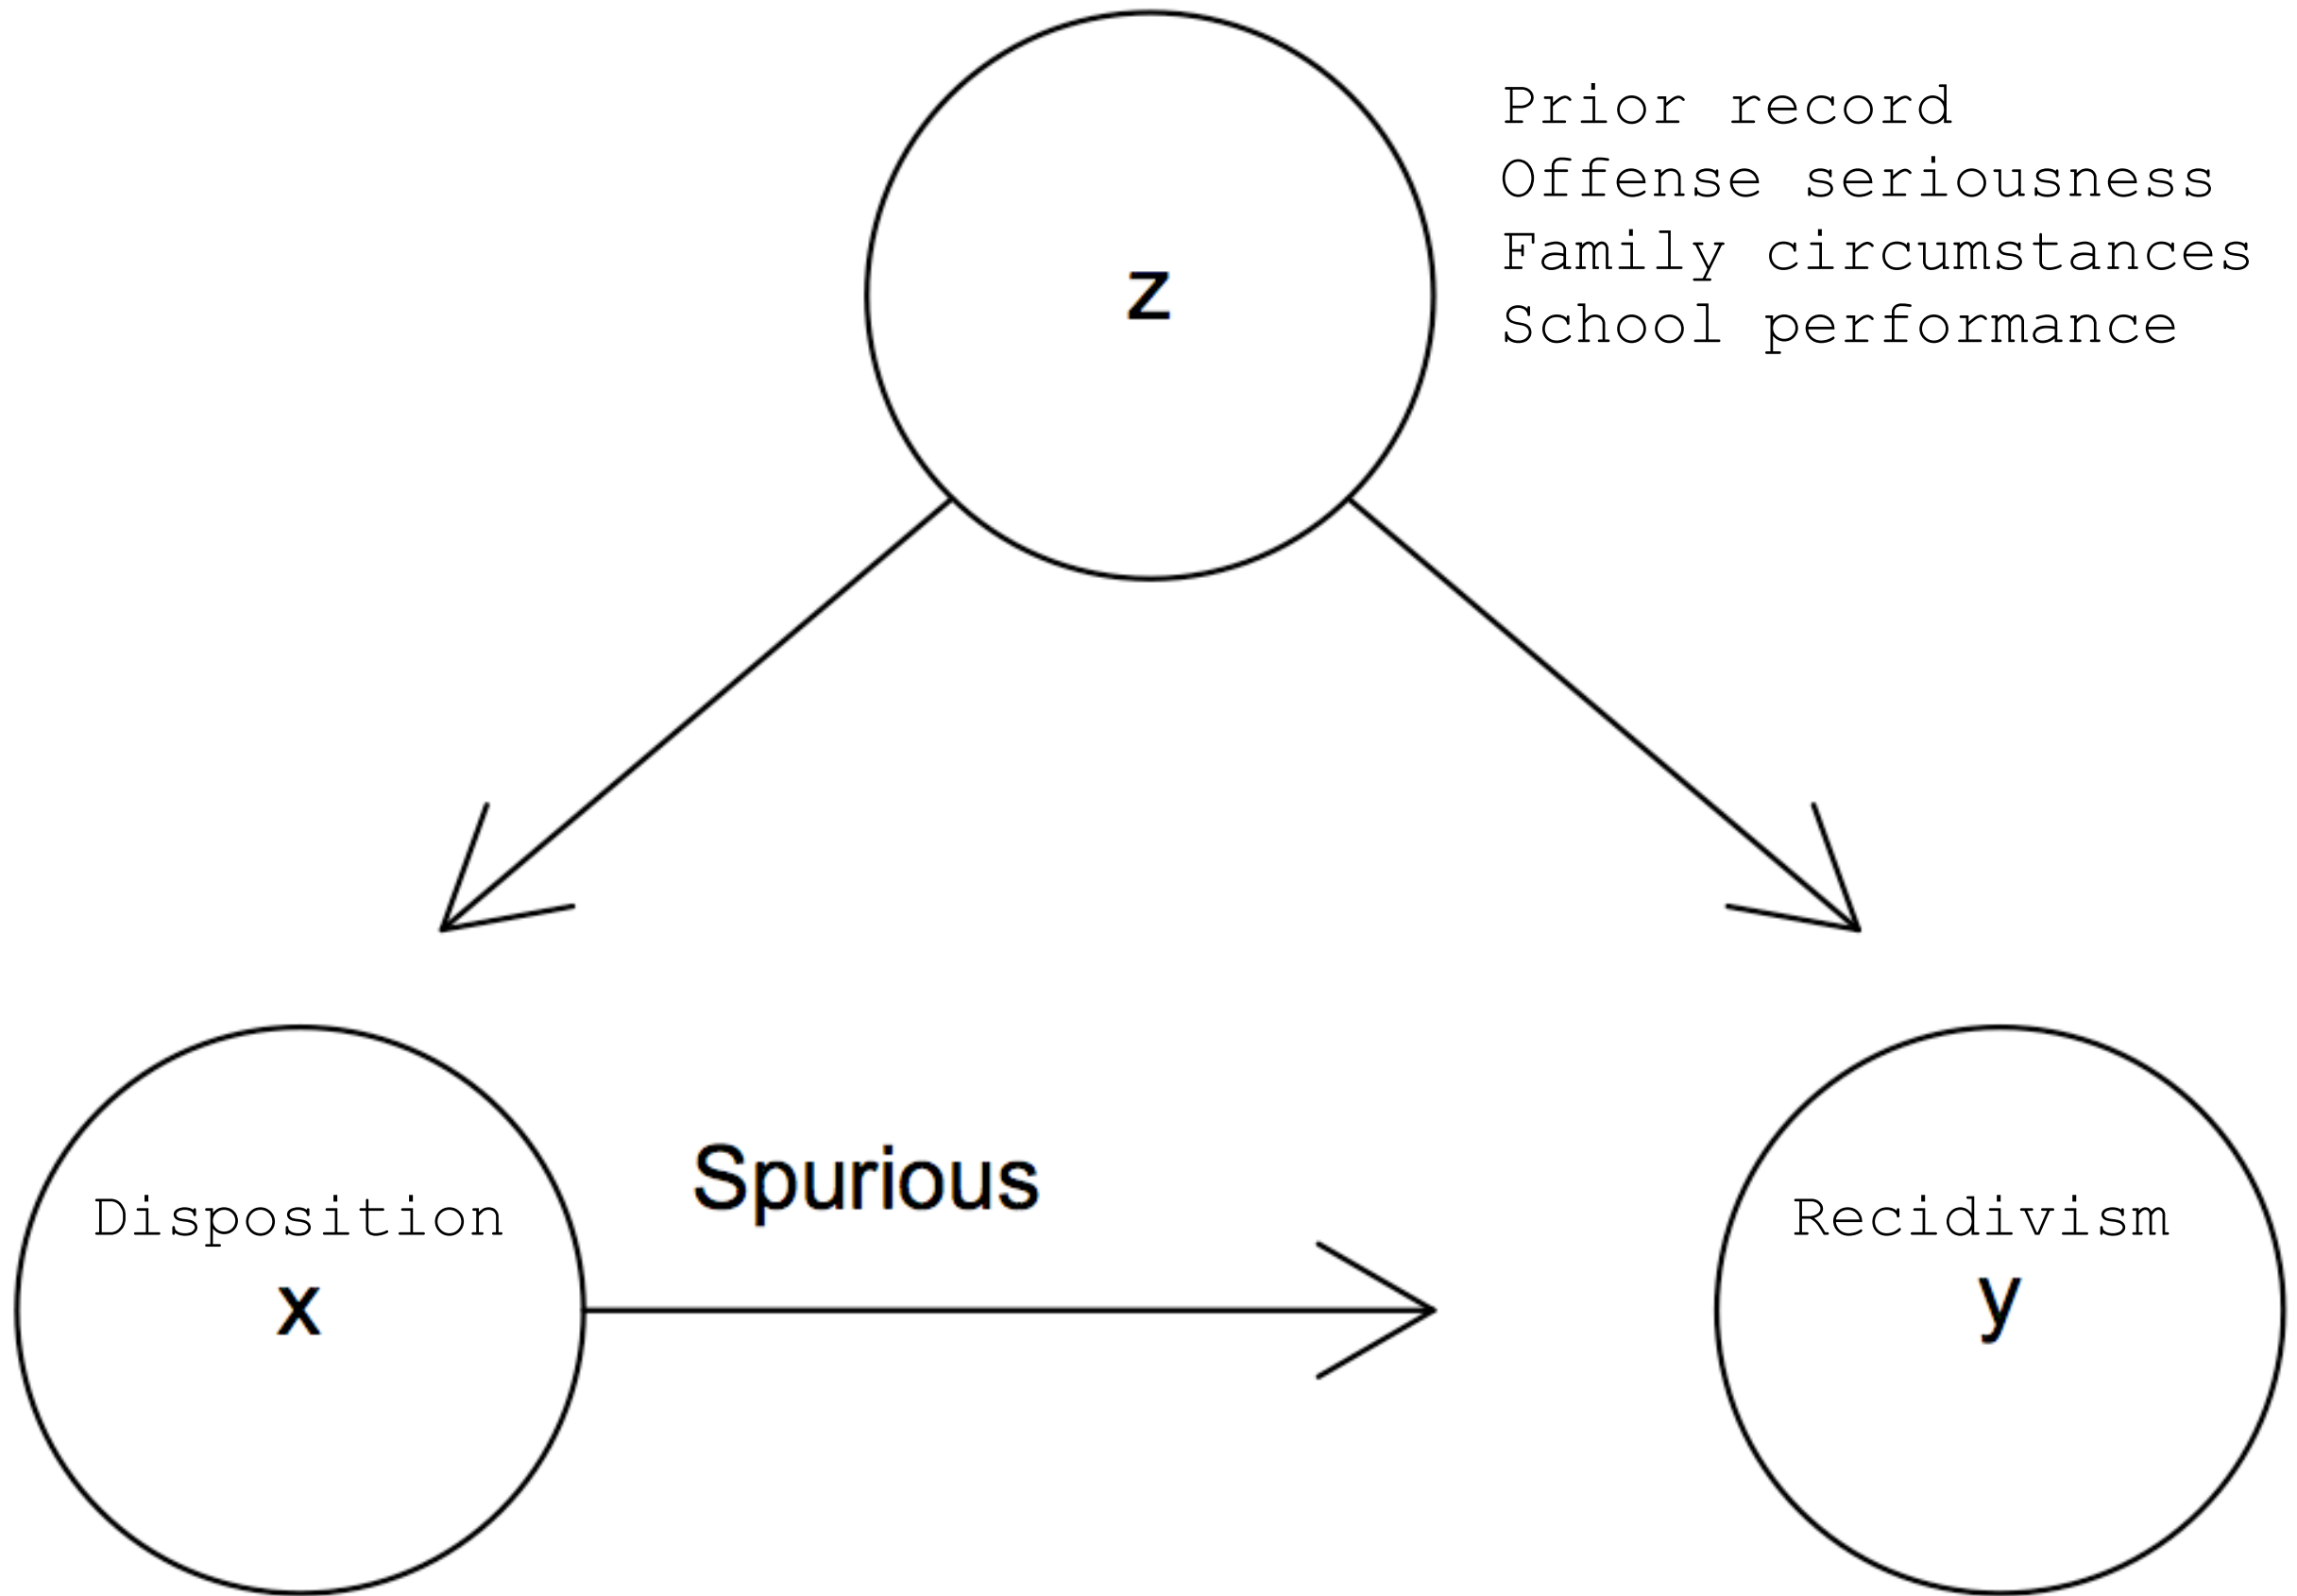 z
Prior record
Offense seriousness
Family circumstances
School performance
Spurious
Disposition
x
Recidivism
y